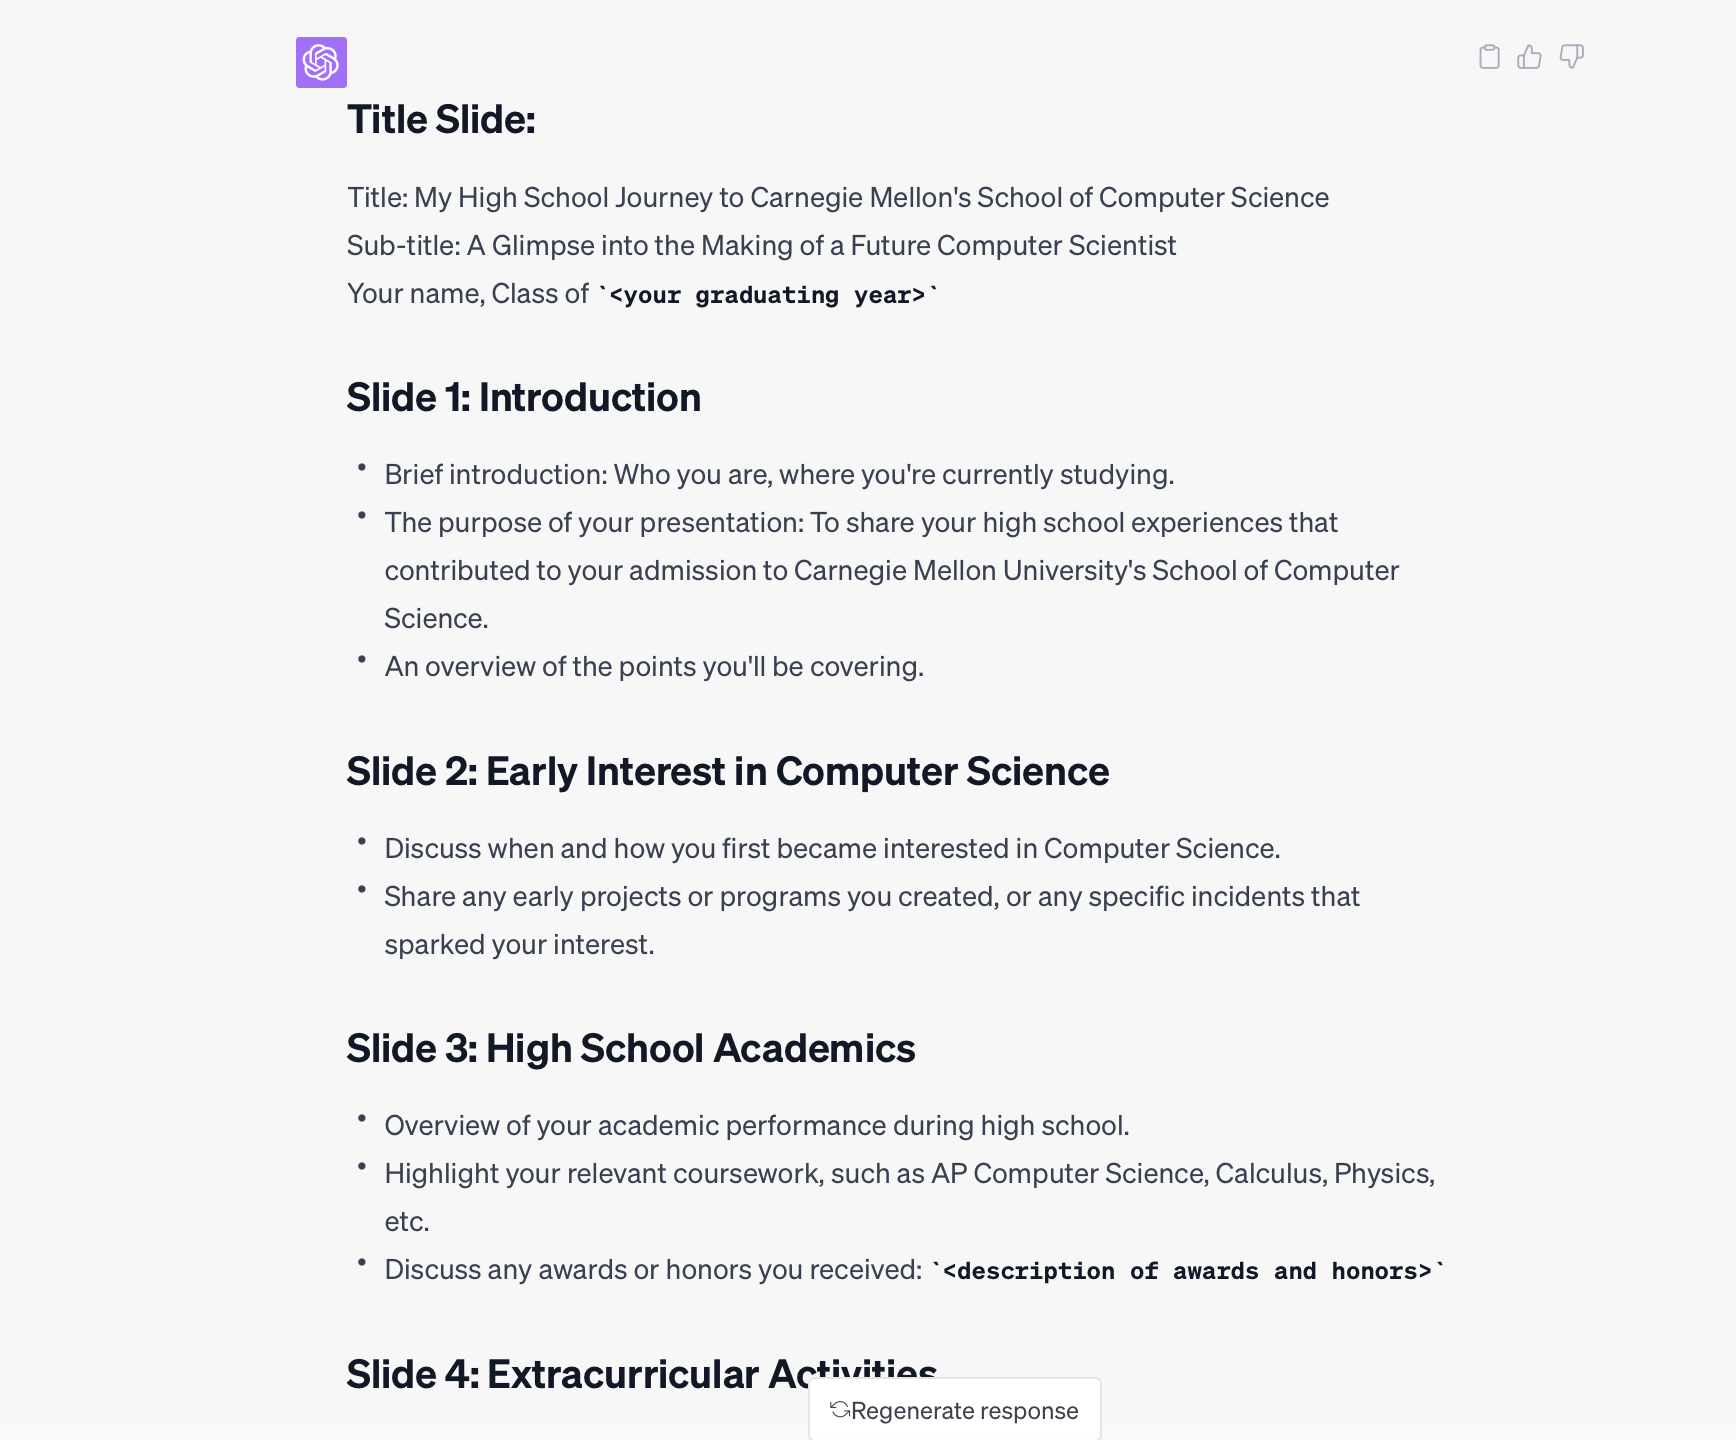 Title Slide:
Title: My High School Journey to Carnegie Mellon's School of Computer Science
Sub-title: A Glimpse into the Making of a Future Computer Scientist
Your name, Class of `<your graduating year>`
Slide 1: Introduction
• Brief introduction: Who you are, where you're currently studying.
• The purpose of your presentation: To share your high school experiences that
contributed to your admission to Carnegie Mellon University's School of Computer
Science.
• An overview of the points you'll be covering.
Slide 2: Early Interest in Computer Science
• Discuss when and how you first became interested in Computer Science.
• Share any early projects or programs you created, or any specific incidents that
sparked your interest.
Slide 3: High School Academics
• Overview of your academic performance during high school.
• Highlight your relevant coursework, such as AP Computer Science, Calculus, Physics,
etc.
• Discuss any awards or honors you received: `<description of awards and honors>`
Slide 4: Extracurricular Activities
Regenerate response